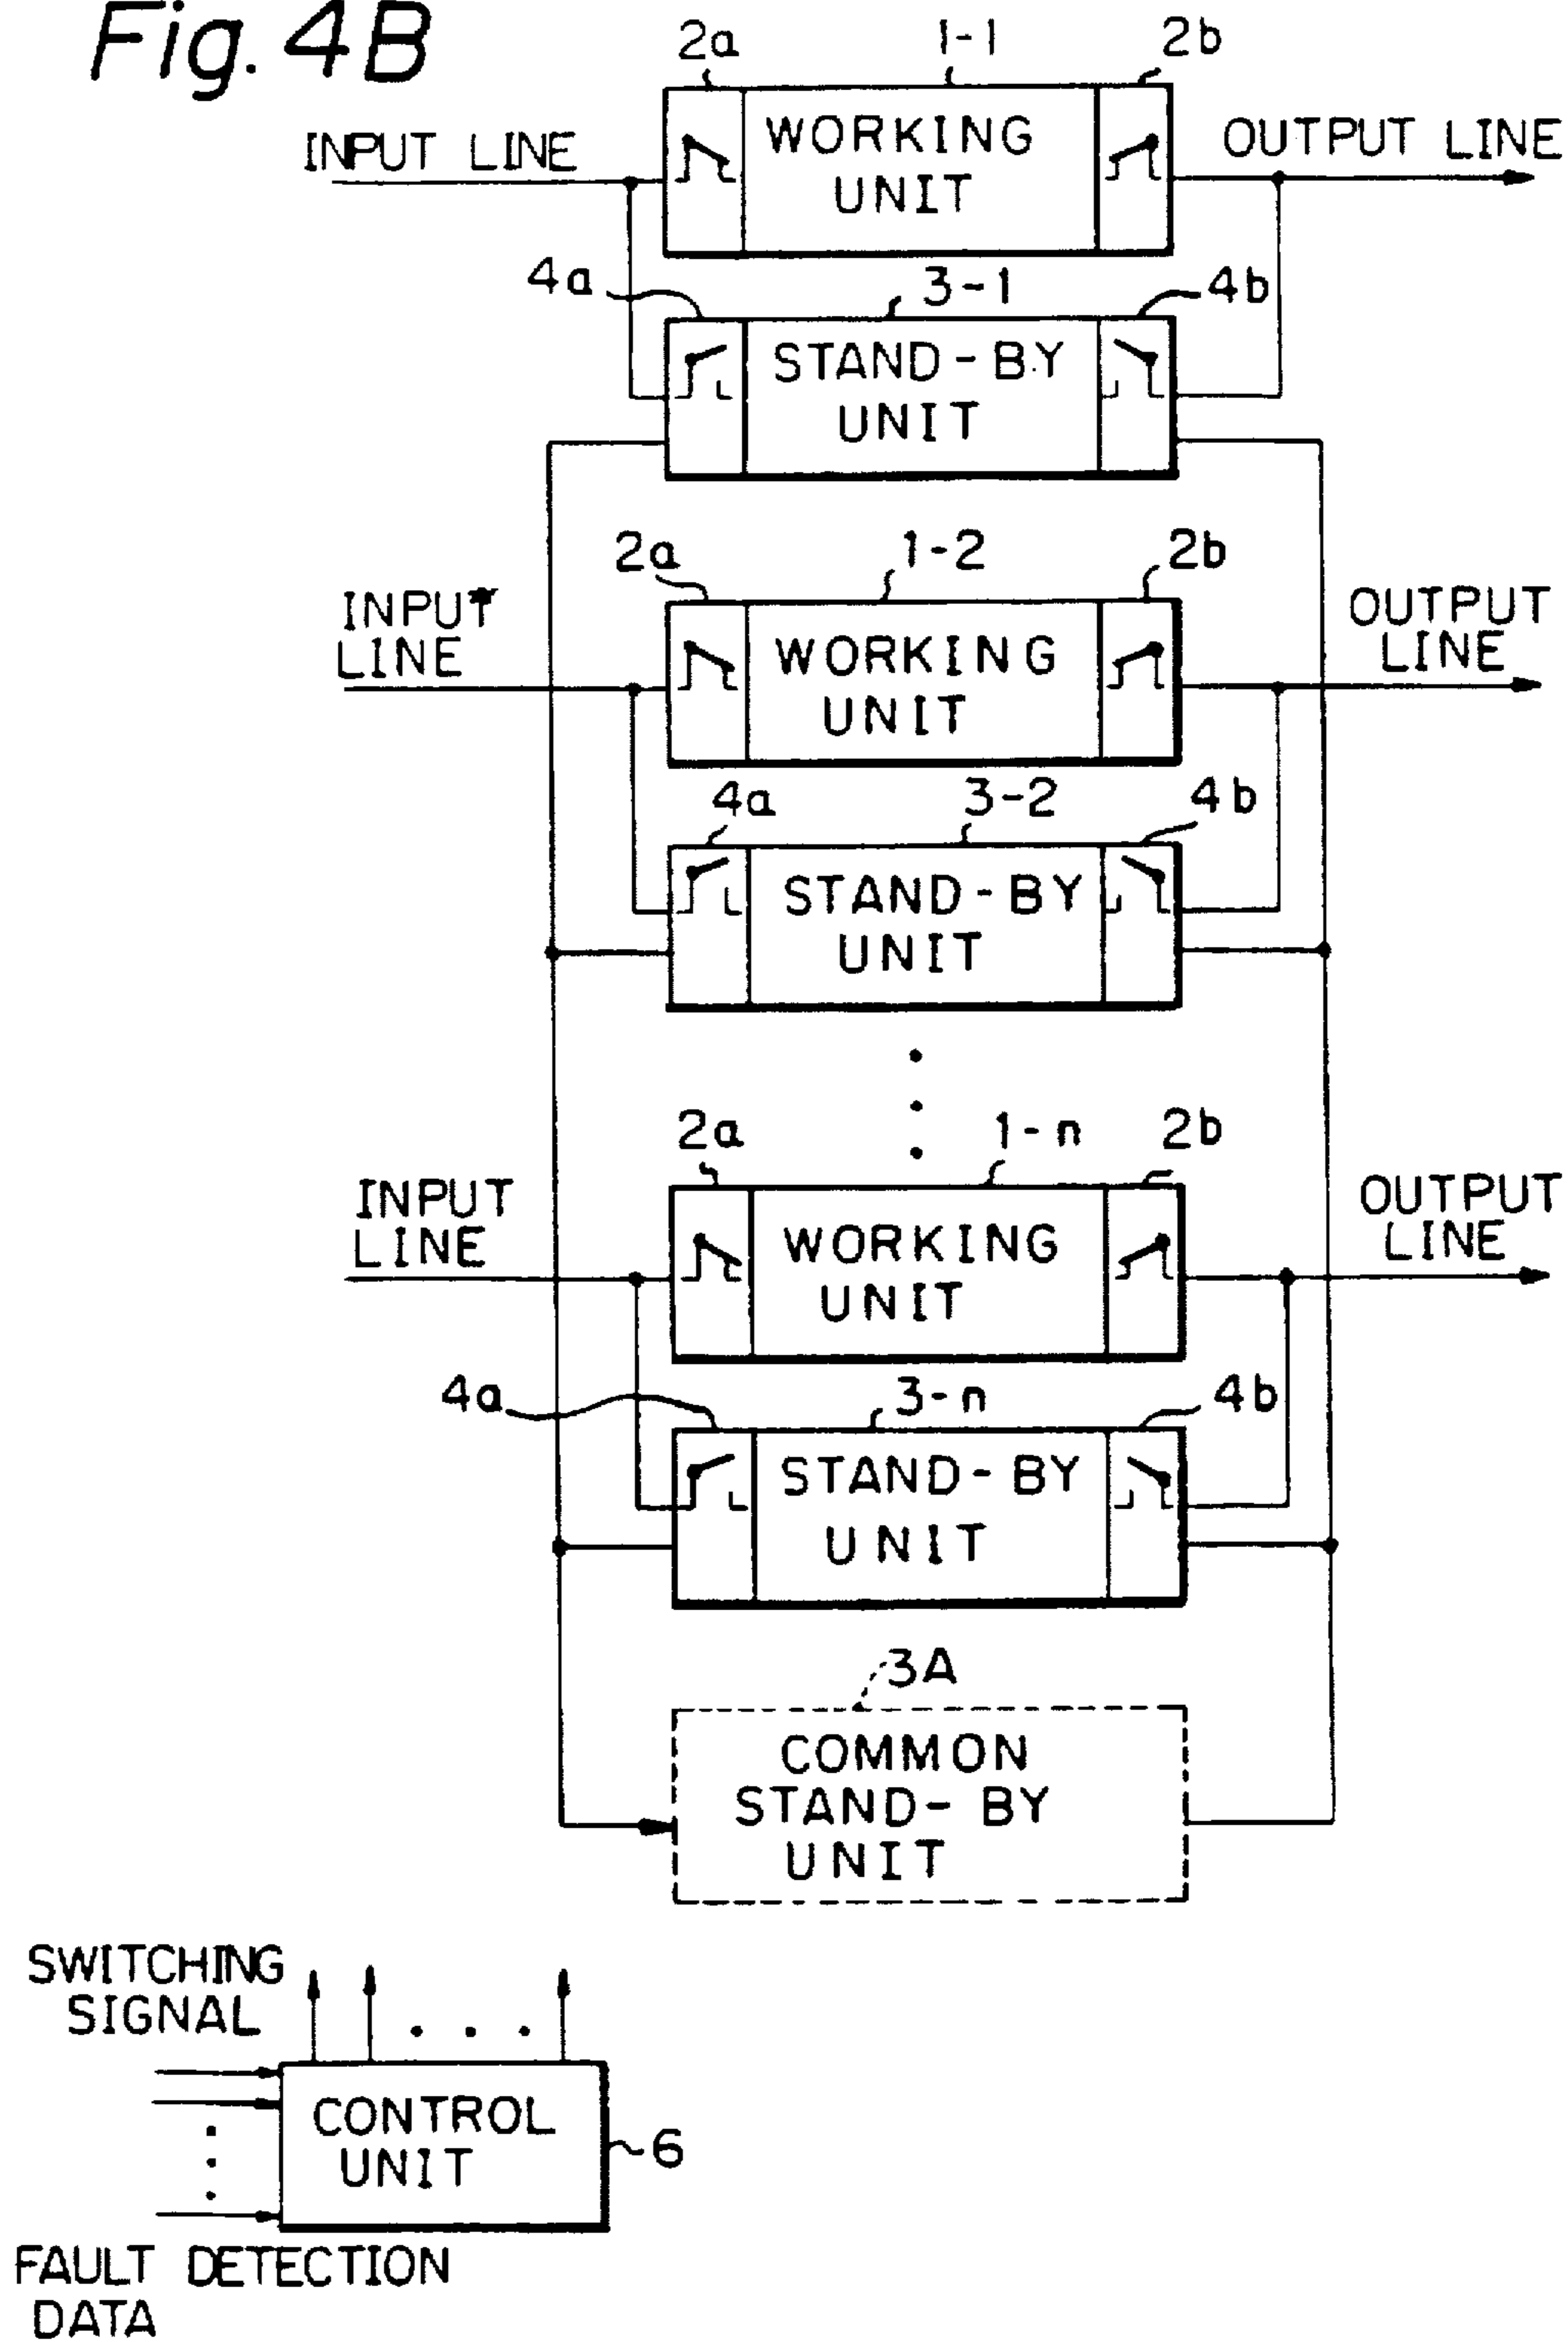 Fig. 4B
2a 1-1 2b
INPUT LINE
WORKING
UNIT
OUTPUT LINE
4a 3-1 4b
STAND-BY
UNIT
2a 1-2 2b
INPUT
LINE
WORKING
UNIT
OUTPUT
LINE
4a 3-2 4b
STAND-BY
UNIT
2a 1-n 2b
INPUT
LINE
WORKING
UNIT
OUTPUT
LINE
4a 3-n 4b
STAND-BY
UNIT
3A
COMMON
STAND-BY
UNIT
SWITCHING
SIGNAL
CONTROL
UNIT
6
FAULT DETECTION
DATA